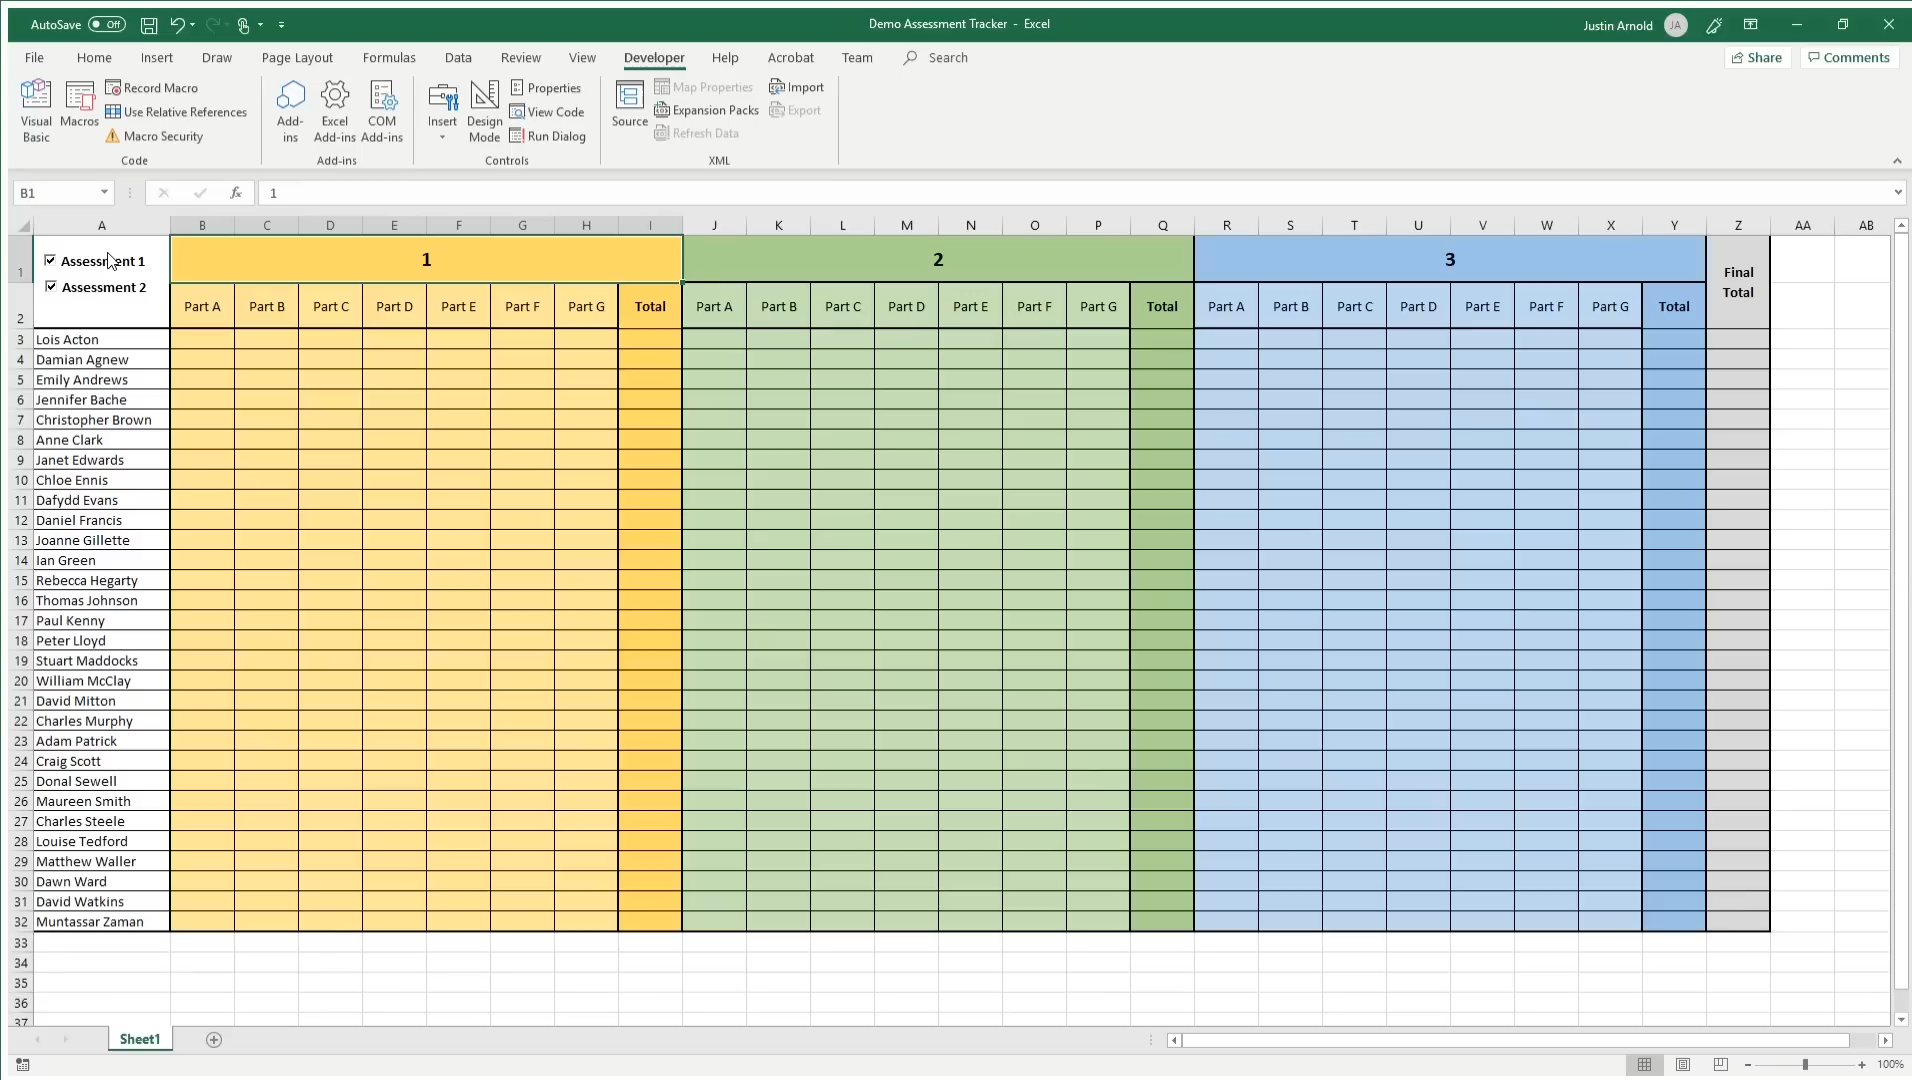 AutoSave Off Demo Assessment Tracker - Excel Justin Arnold JA
File Home Insert Draw Page Layout Formulas Data Review View Developer Help Acrobat Team Search Share Comments
Visual Basic
Macros
Record Macro
Use Relative References
Macro Security
Code
Add-ins
Excel Add-ins
COM Add-ins
Add-ins
Insert
Design Mode
Properties
View Code
Run Dialog
Controls
Source
Map Properties
Expansion Packs
Refresh Data
Import
Export
XML
B1 fx 1
A B C D E F G H I J K L M N O P Q R S T U V W X Y Z AA AB
1 Assessment 1 1 2 3 Final Total
Assessment 2
2 Part A Part B Part C Part D Part E Part F Part G Total Part A Part B Part C Part D Part E Part F Part G Total Part A Part B Part C Part D Part E Part F Part G Total
3 Lois Acton
4 Damian Agnew
5 Emily Andrews
6 Jennifer Bache
7 Christopher Brown
8 Anne Clark
9 Janet Edwards
10 Chloe Ennis
11 Dafydd Evans
12 Daniel Francis
13 Joanne Gillette
14 Ian Green
15 Rebecca Hegarty
16 Thomas Johnson
17 Paul Kenny
18 Peter Lloyd
19 Stuart Maddocks
20 William McClay
21 David Mitton
22 Charles Murphy
23 Adam Patrick
24 Craig Scott
25 Donal Sewell
26 Maureen Smith
27 Charles Steele
28 Louise Tedford
29 Matthew Waller
30 Dawn Ward
31 David Watkins
32 Muntassar Zaman
33
34
35
36
37
Sheet1
100%